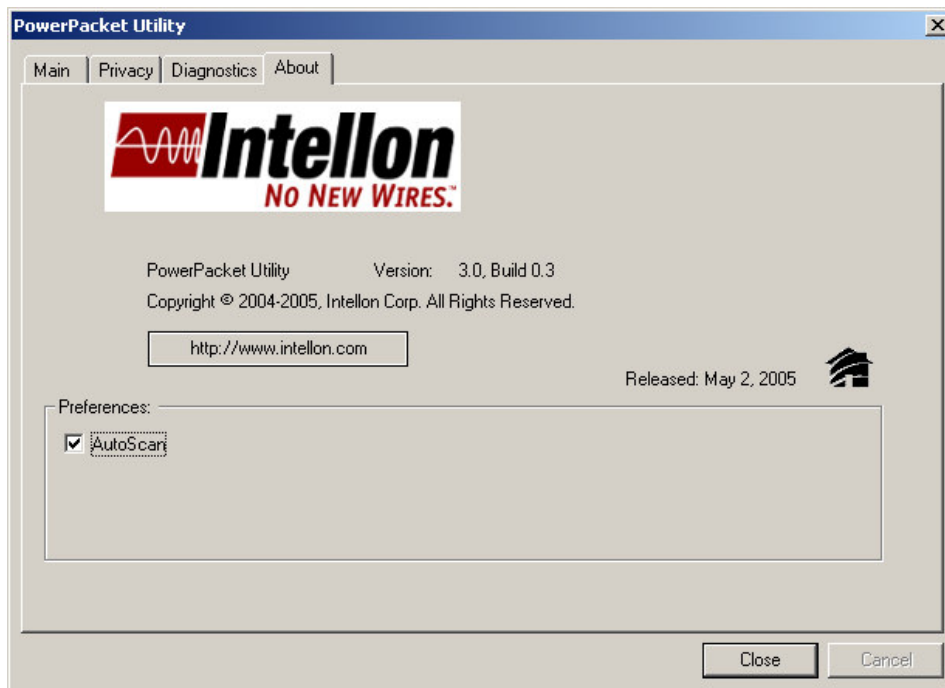 PowerPacket Utility
Main Privacy Diagnostics About
Intellon
NO NEW WIRES.™
PowerPacket Utility Version: 3.0, Build 0.3
Copyright © 2004-2005, Intellon Corp. All Rights Reserved.
http://www.intellon.com
Released: May 2, 2005
Preferences:
AutoScan
Close Cancel